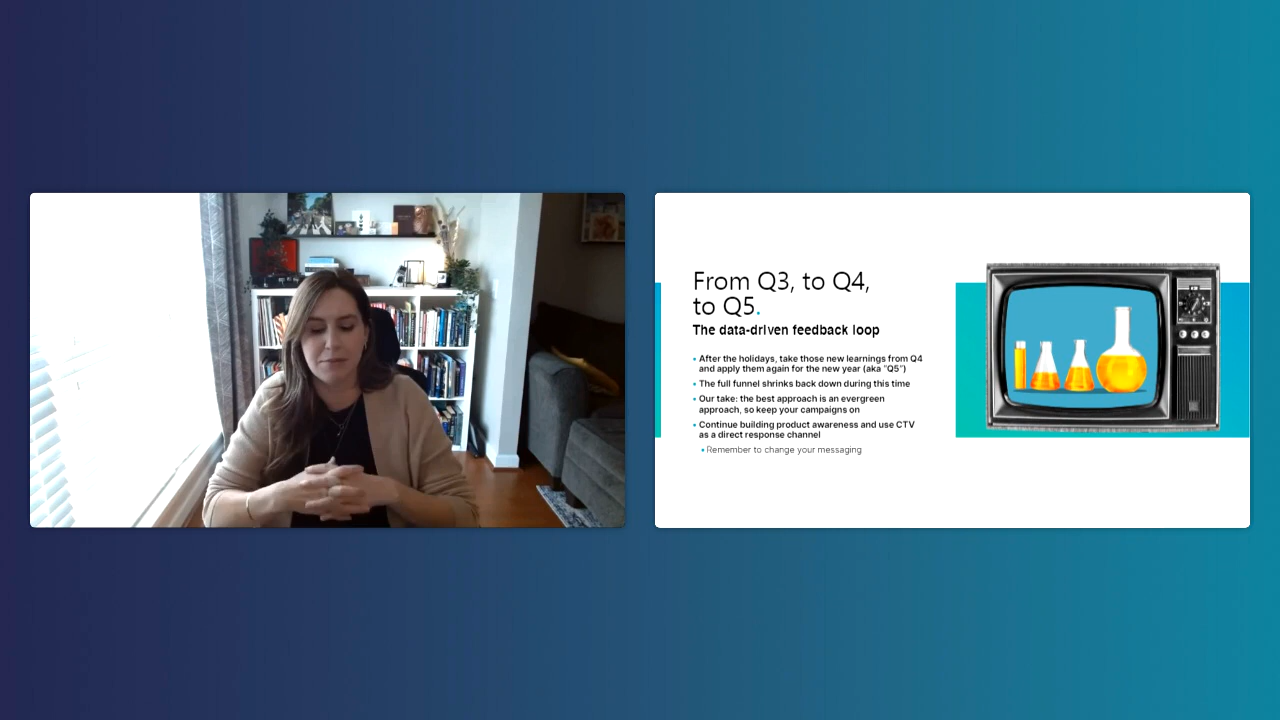 From Q3, to Q4,
to Q5.
The data-driven feedback loop
• After the holidays, take those new learnings from Q4
and apply them again for the new year (aka "Q5")
• The full funnel shrinks back down during this time
• Our take: the best approach is an evergreen
approach, so keep your campaigns on
• Continue building product awareness and use CTV
as a direct response channel
• Remember to change your messaging